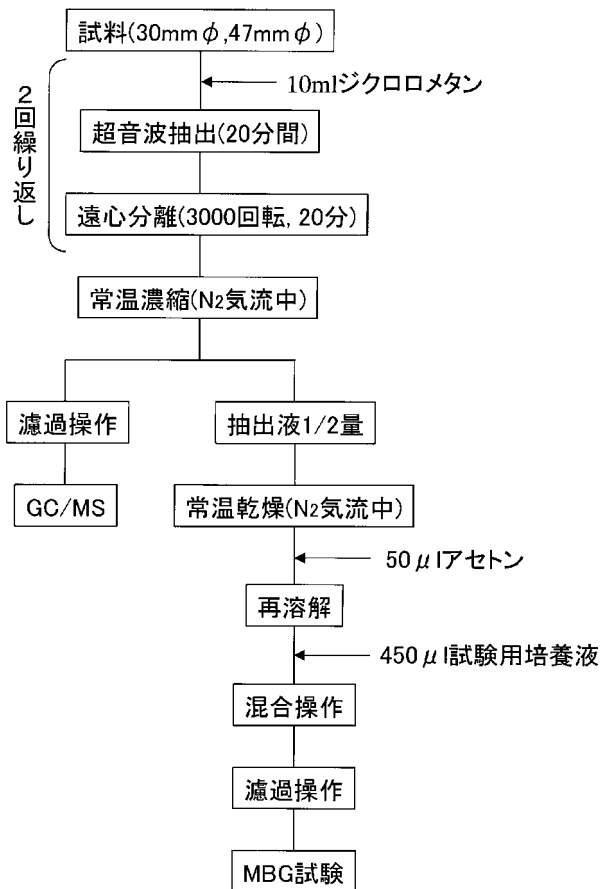 試料(30mmφ,47mmφ)
10mlジクロロメタン
2回繰り返し
超音波抽出(20分間)
遠心分離(3000回転, 20分)
常温濃縮(N2気流中)
濾過操作
抽出液1/2量
GC/MS
常温乾燥(N2気流中)
50μlアセトン
再溶解
450μl試験用培養液
混合操作
濾過操作
MBG試験